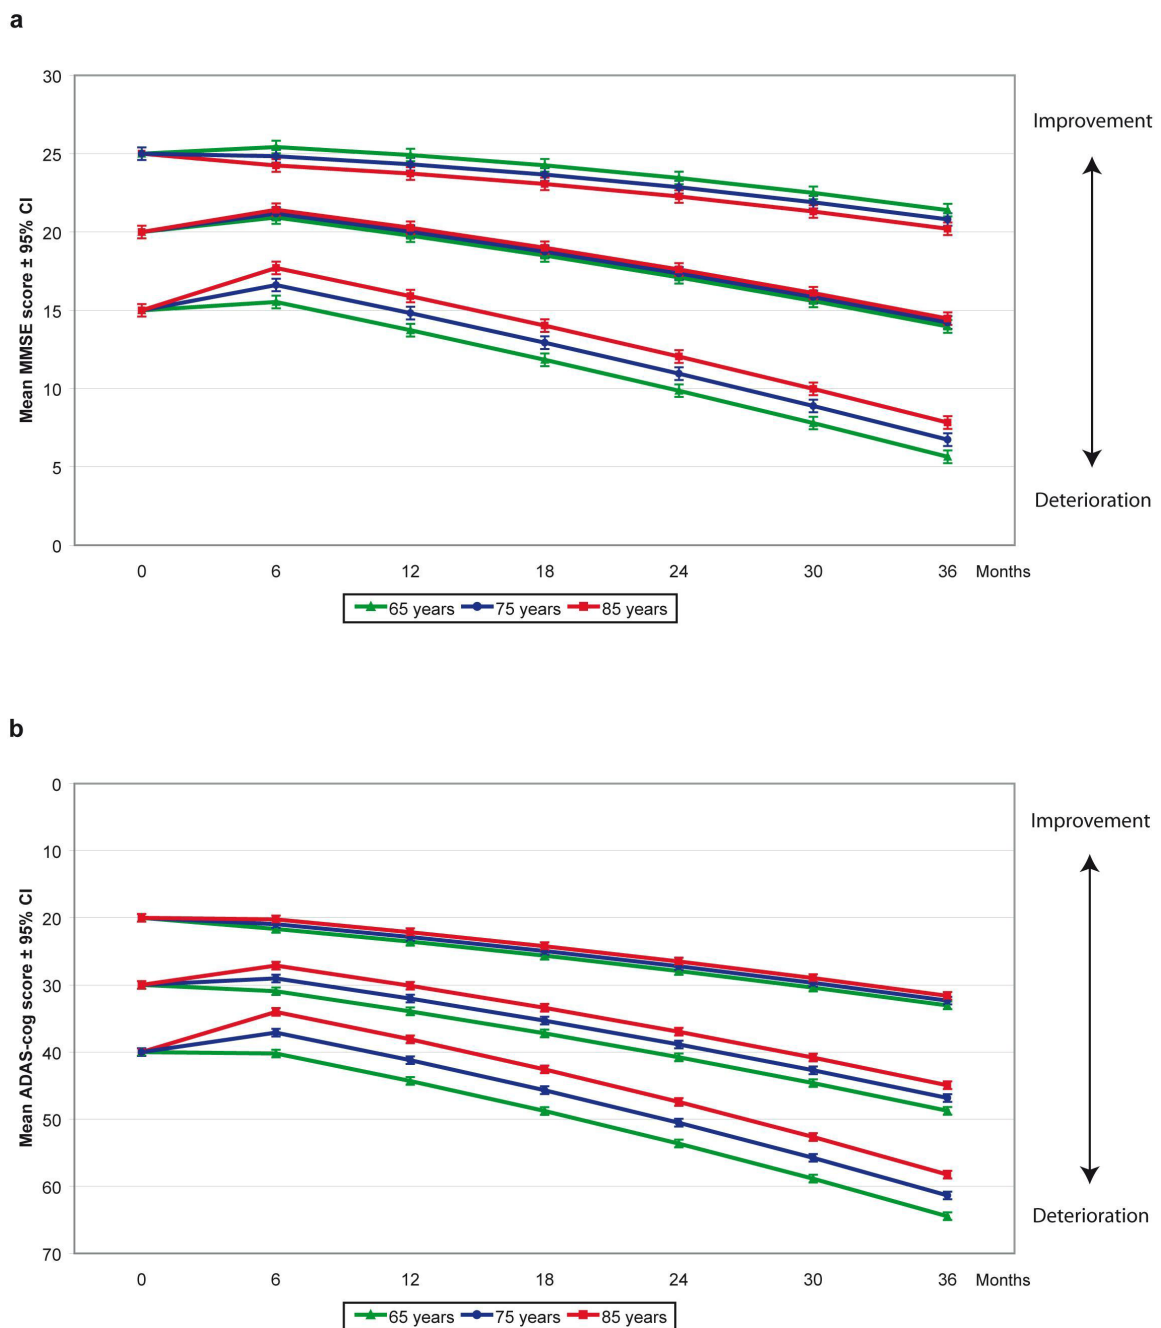 a
30
Improvement
25
20
15
10
5
Deterioration
0
Mean MMSE score ± 95% CI
0 6 12 18 24 30 36 Months
65 years 75 years 85 years
b
0
Improvement
10
20
30
40
50
60
Deterioration
70
Mean ADAS-cog score ± 95% CI
0 6 12 18 24 30 36 Months
65 years 75 years 85 years